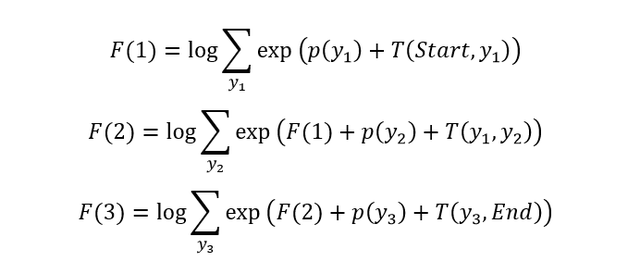 F(1) = log ∑ exp (p(y₁) + T(Start, y₁))
y₁
F(2) = log ∑ exp (F(1) + p(y₂) + T(y₁, y₂))
y₂
F(3) = log ∑ exp (F(2) + p(y₃) + T(y₃, End))
y₃